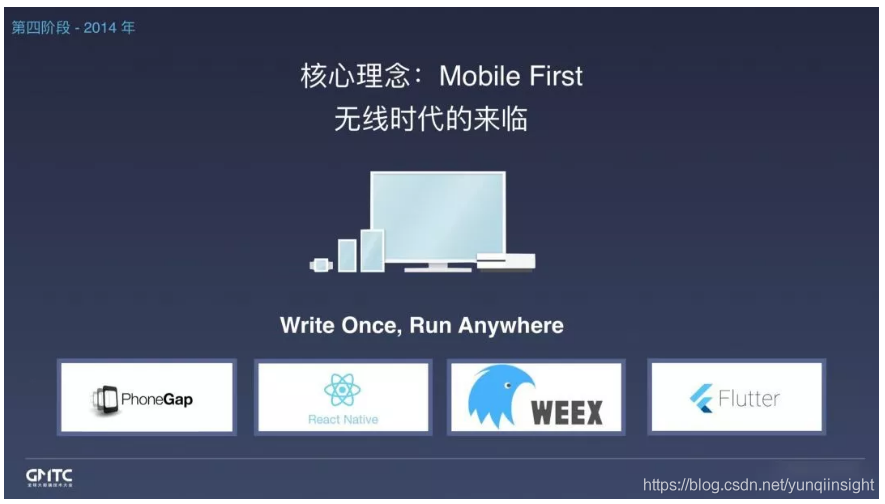 第四阶段 - 2014 年
核心理念：Mobile First
无线时代的来临
Write Once, Run Anywhere
PhoneGap
React Native
WEEX
Flutter
GMTC
https://blog.csdn.net/yunqiinsight